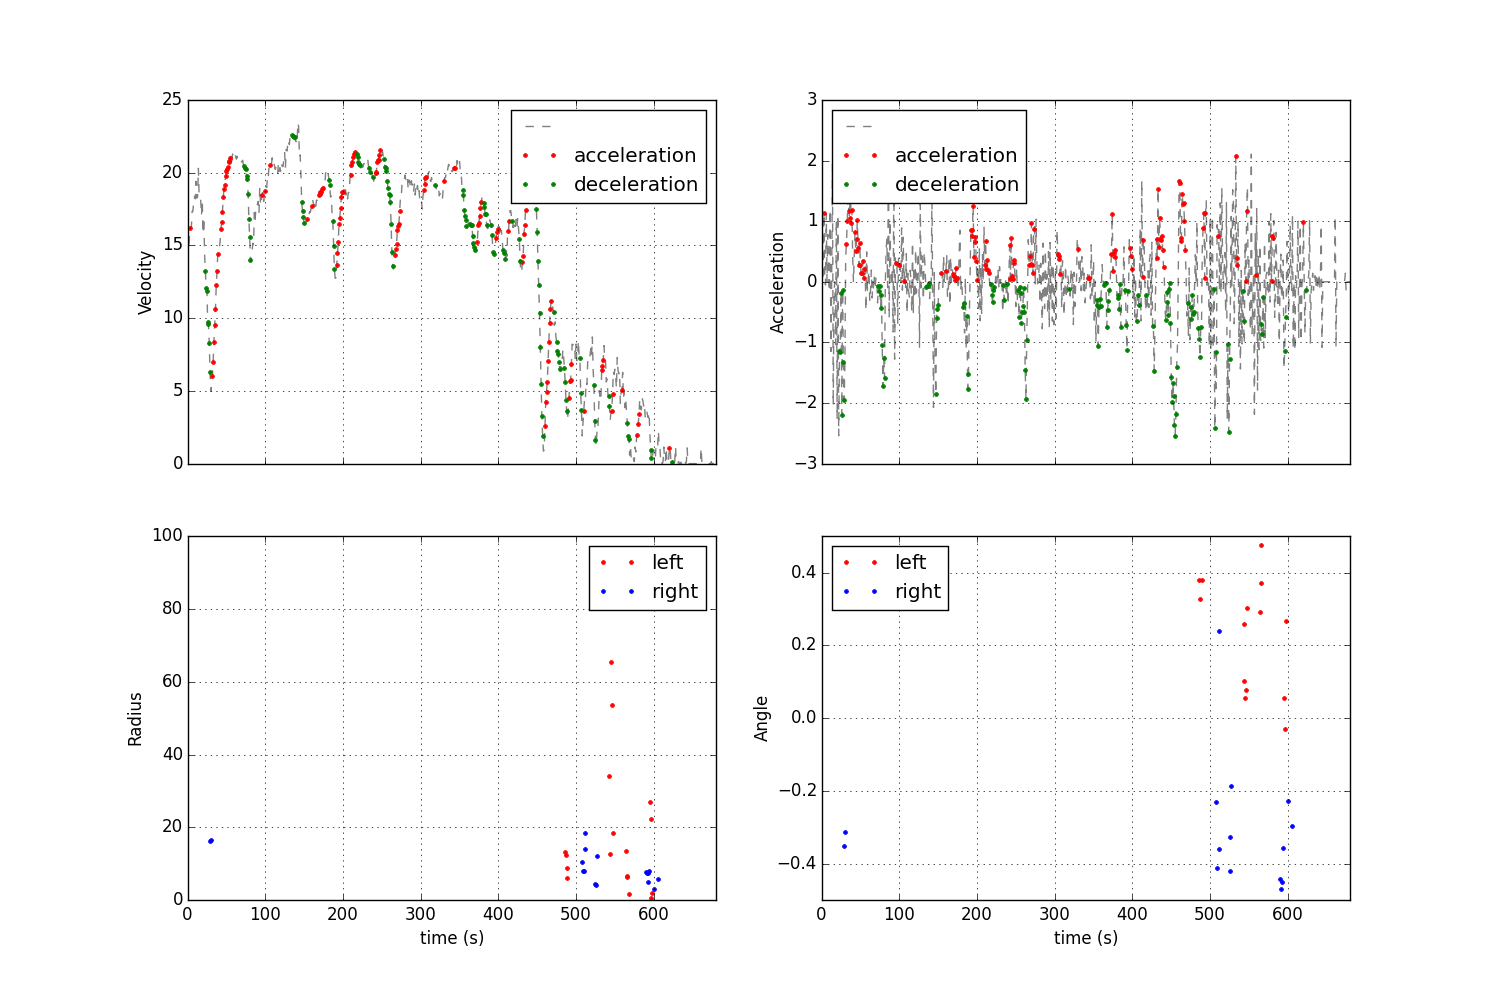 25
20
15
10
5
0
Velocity
acceleration
deceleration
3
2
1
0
−1
−2
−3
Acceleration
acceleration
deceleration
100
80
60
40
20
0
Radius
left
right
0 100 200 300 400 500 600
time (s)
0.4
0.2
0.0
−0.2
−0.4
Angle
left
right
0 100 200 300 400 500 600
time (s)